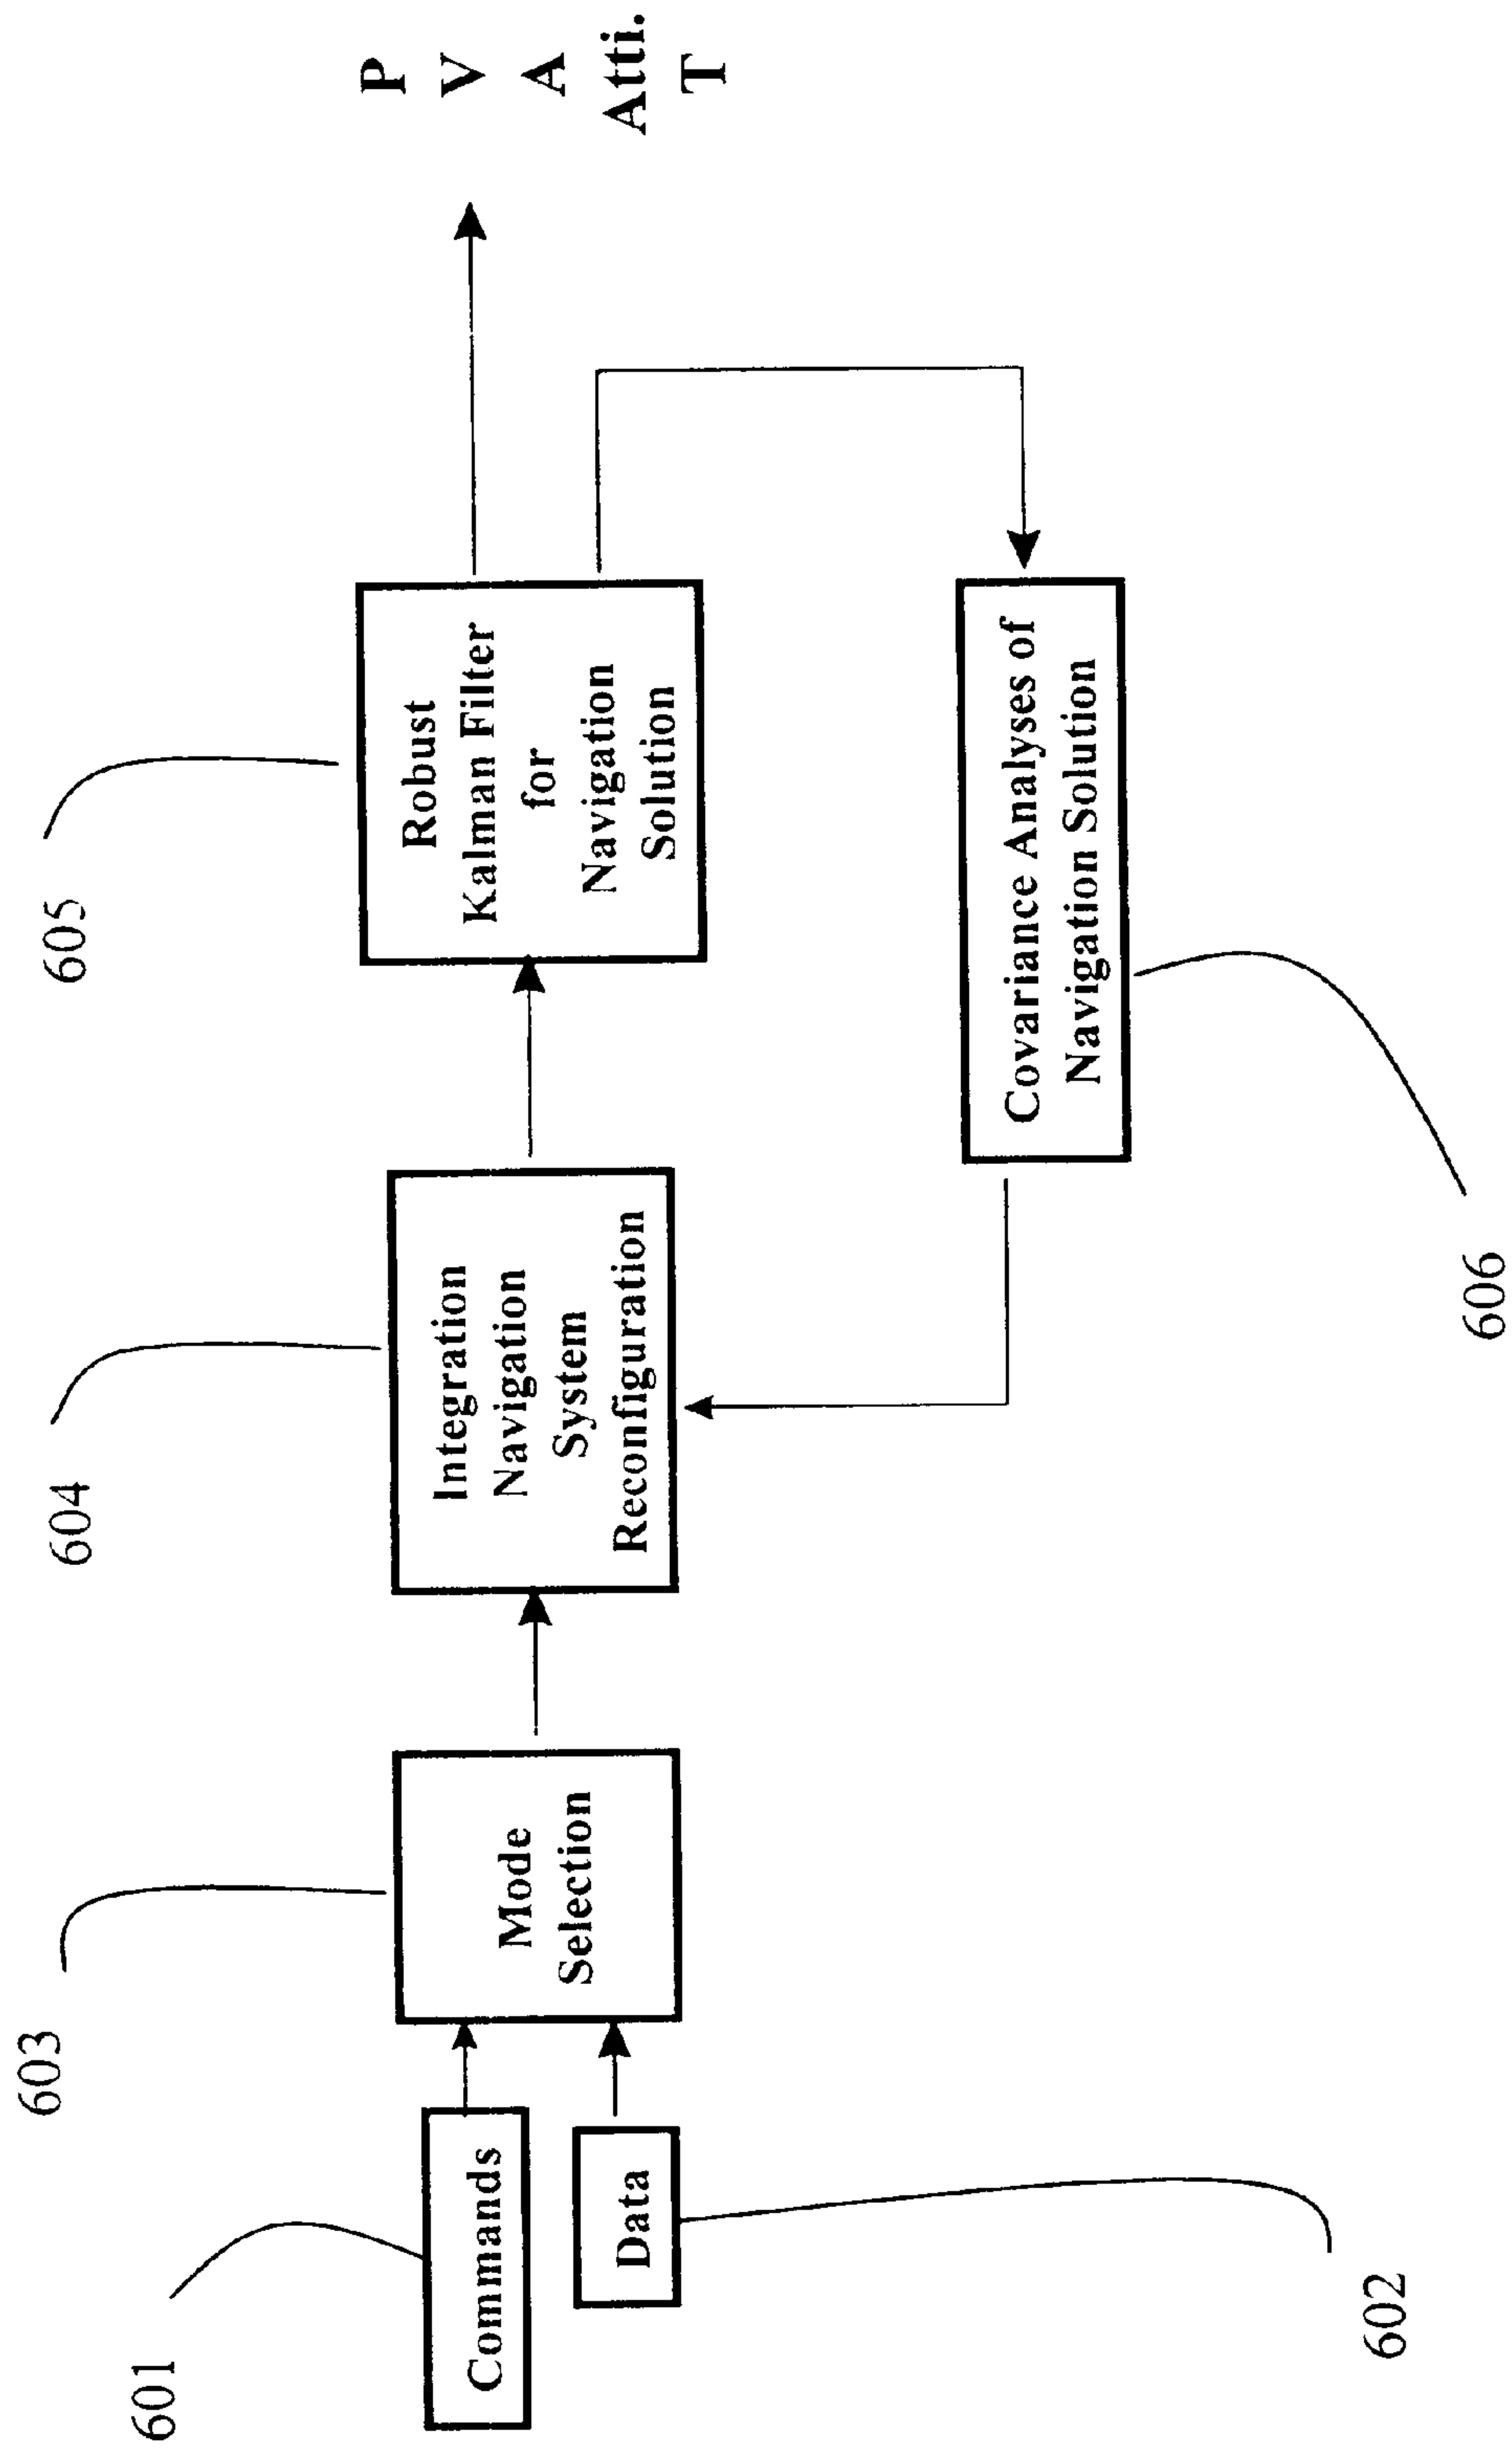 601
Commands
602
Data
603
Mode
Selection
604
Integration
Navigation
System
Reconfiguration
605
Robust
Kalman Filter
for
Navigation
Solution
606
Covariance Analyses of
Navigation Solution
P
V
A
Atti.
T